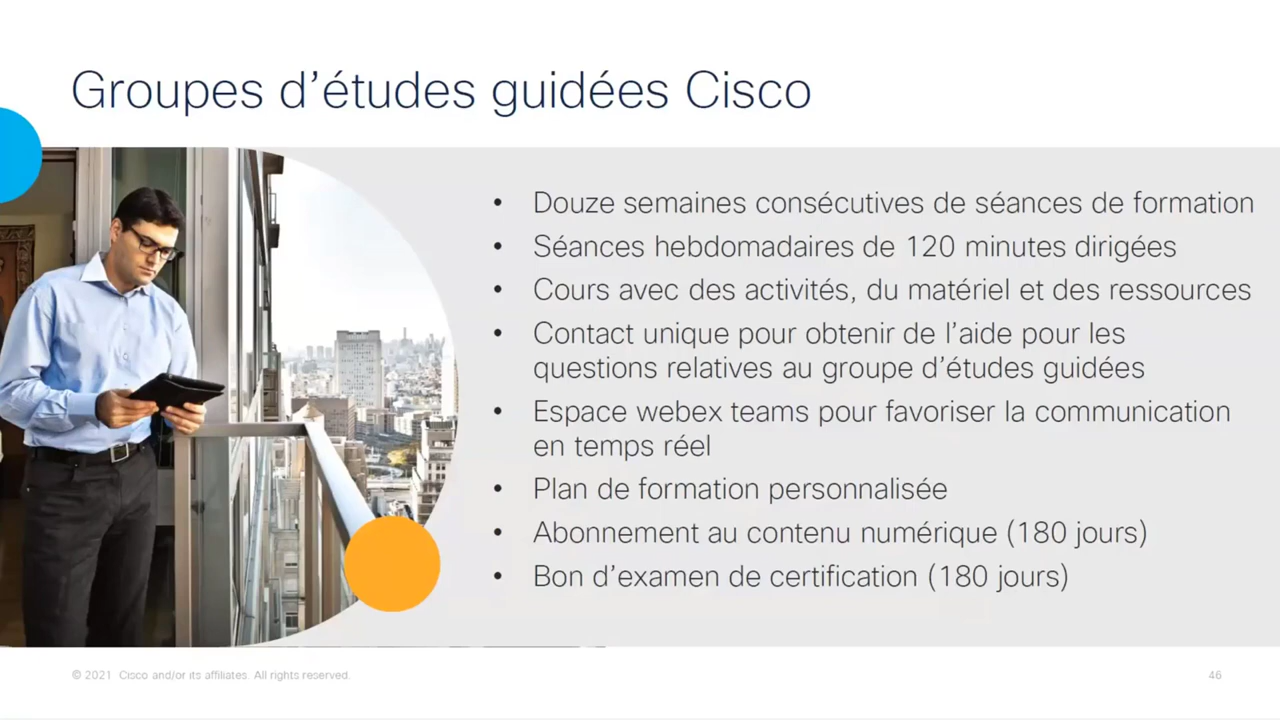 Groupes d’études guidées Cisco
• Douze semaines consécutives de séances de formation
• Séances hebdomadaires de 120 minutes dirigées
• Cours avec des activités, du matériel et des ressources
• Contact unique pour obtenir de l’aide pour les
questions relatives au groupe d’études guidées
• Espace webex teams pour favoriser la communication
en temps réel
• Plan de formation personnalisée
• Abonnement au contenu numérique (180 jours)
• Bon d’examen de certification (180 jours)
© 2021 Cisco and/or its affiliates. All rights reserved.
46